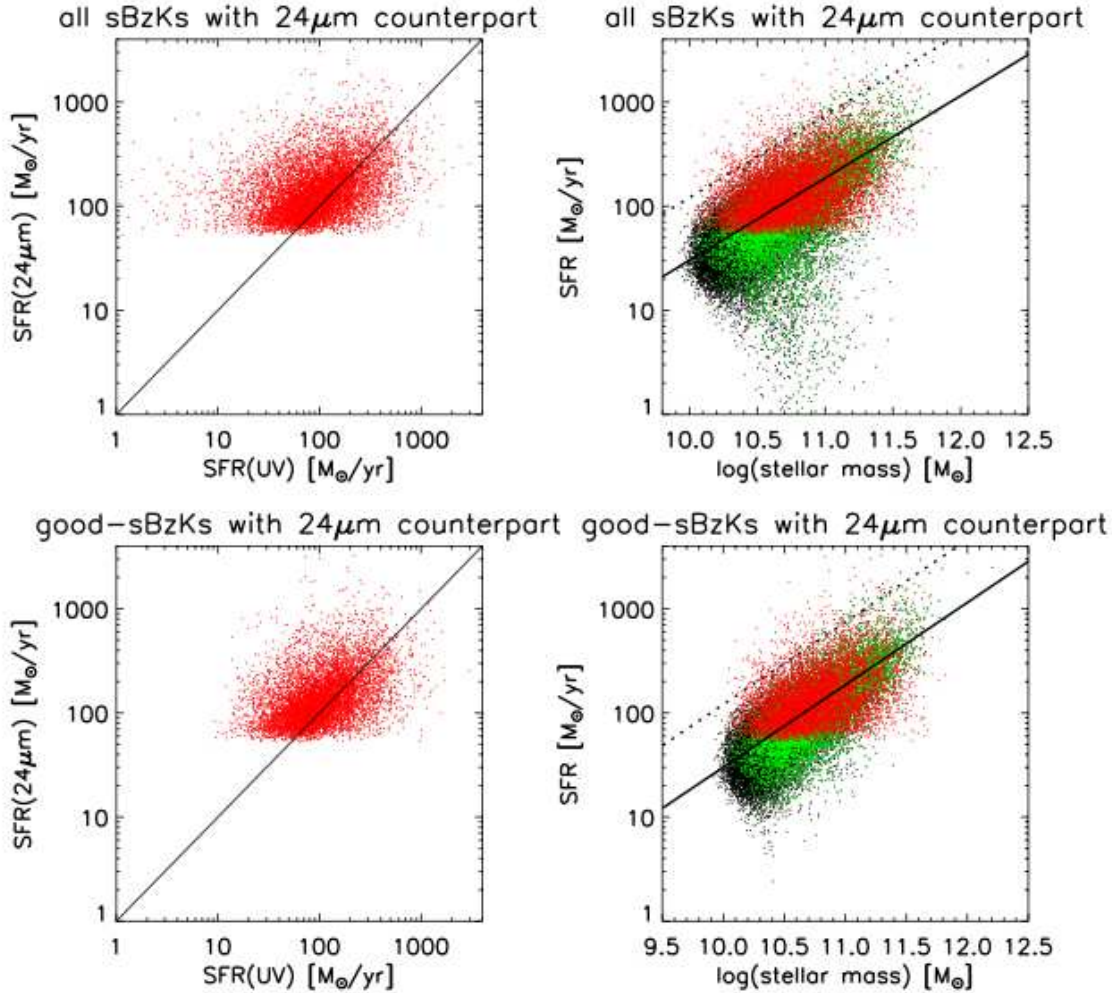 all sBzKs with 24μm counterpart
SFR(24μm) [M⊙/yr]
1000
100
10
1
1 10 100 1000
SFR(UV) [M⊙/yr]
all sBzKs with 24μm counterpart
SFR [M⊙/yr]
1000
100
10
1
10.0 10.5 11.0 11.5 12.0 12.5
log(stellar mass) [M⊙]
good-sBzKs with 24μm counterpart
SFR(24μm) [M⊙/yr]
1000
100
10
1
1 10 100 1000
SFR(UV) [M⊙/yr]
good-sBzKs with 24μm counterpart
SFR [M⊙/yr]
1000
100
10
1
9.5 10.0 10.5 11.0 11.5 12.0 12.5
log(stellar mass) [M⊙]